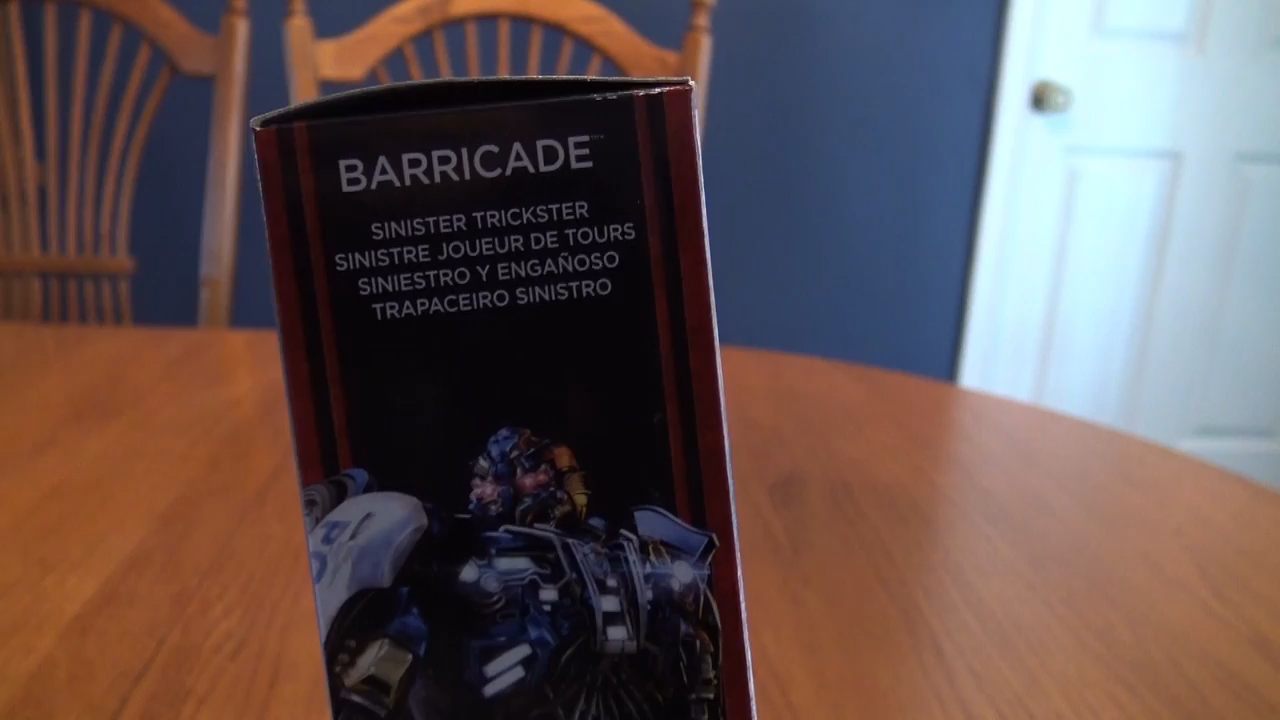 BARRICADE™
SINISTER TRICKSTER
SINISTRE JOUEUR DE TOURS
SINIESTRO Y ENGAÑOSO
TRAPACEIRO SINISTRO